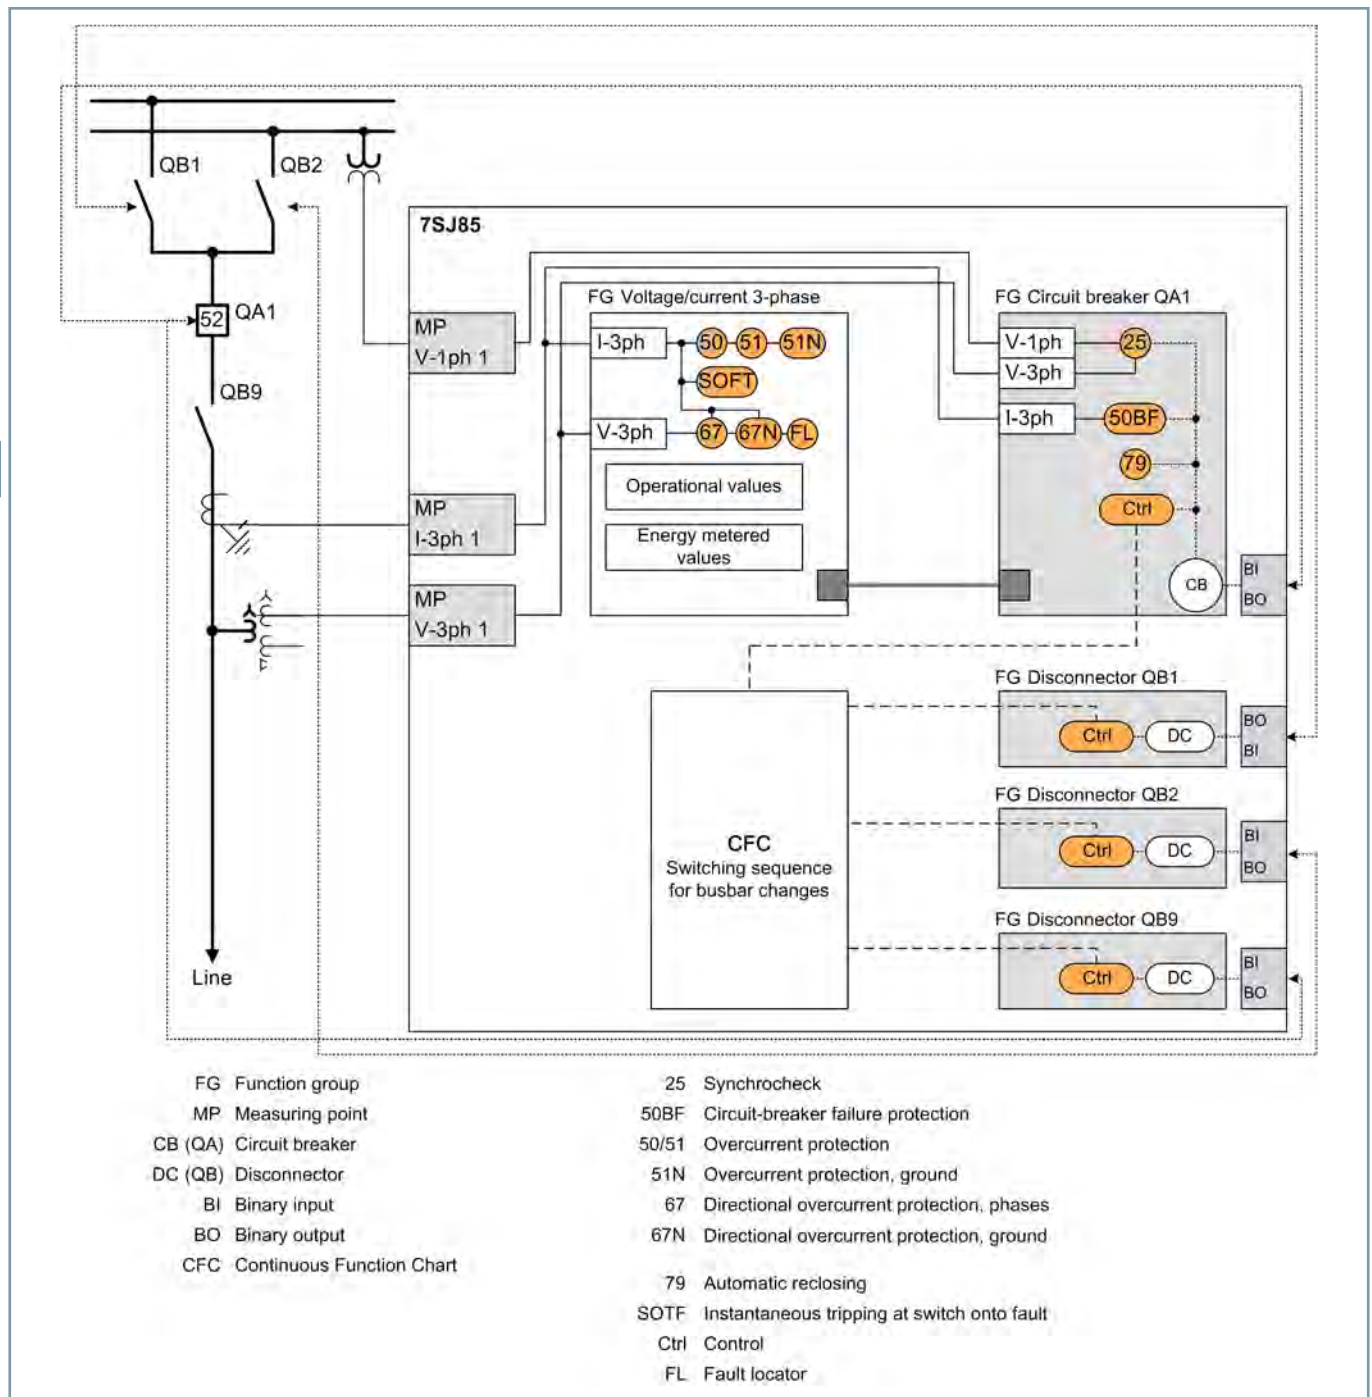 QB1
QB2
52
QA1
QB9
Line
7SJ85
MP
V-1ph 1
MP
I-3ph 1
MP
V-3ph 1
FG Voltage/current 3-phase
I-3ph
50
51
51N
SOFT
V-3ph
67
67N
FL
Operational values
Energy metered
values
FG Circuit breaker QA1
V-1ph
25
V-3ph
I-3ph
50BF
79
Ctrl
CB
BI
BO
CFC
Switching sequence
for busbar changes
FG Disconnector QB1
Ctrl
DC
BO
BI
FG Disconnector QB2
Ctrl
DC
BI
BO
FG Disconnector QB9
Ctrl
DC
BI
BO
FG Function group
MP Measuring point
CB (QA) Circuit breaker
DC (QB) Disconnector
BI Binary input
BO Binary output
CFC Continuous Function Chart
25 Synchrocheck
50BF Circuit-breaker failure protection
50/51 Overcurrent protection
51N Overcurrent protection, ground
67 Directional overcurrent protection, phases
67N Directional overcurrent protection, ground
79 Automatic reclosing
SOTF Instantaneous tripping at switch onto fault
Ctrl Control
FL Fault locator